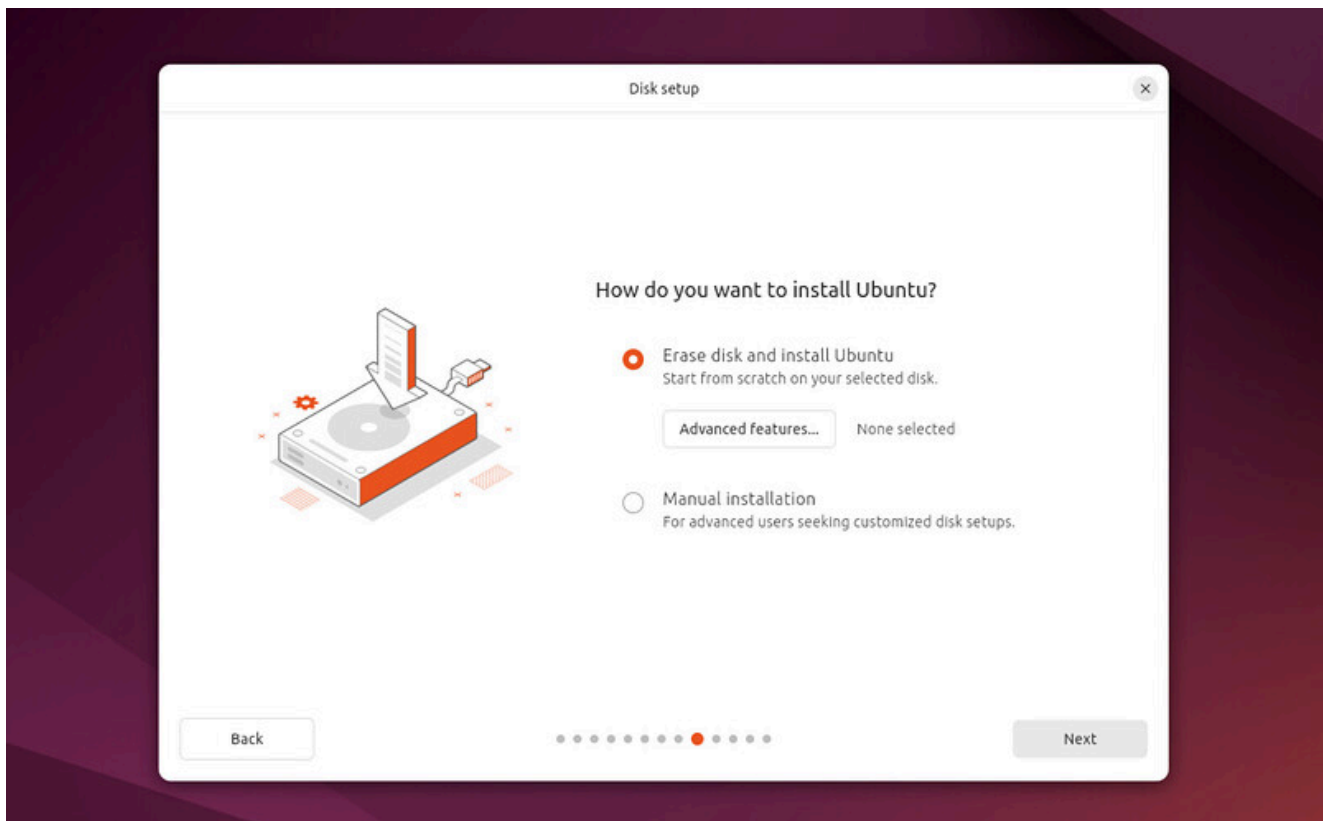 Disk setup
How do you want to install Ubuntu?
Erase disk and install Ubuntu
Start from scratch on your selected disk.
Advanced features... None selected
Manual installation
For advanced users seeking customized disk setups.
Back Next